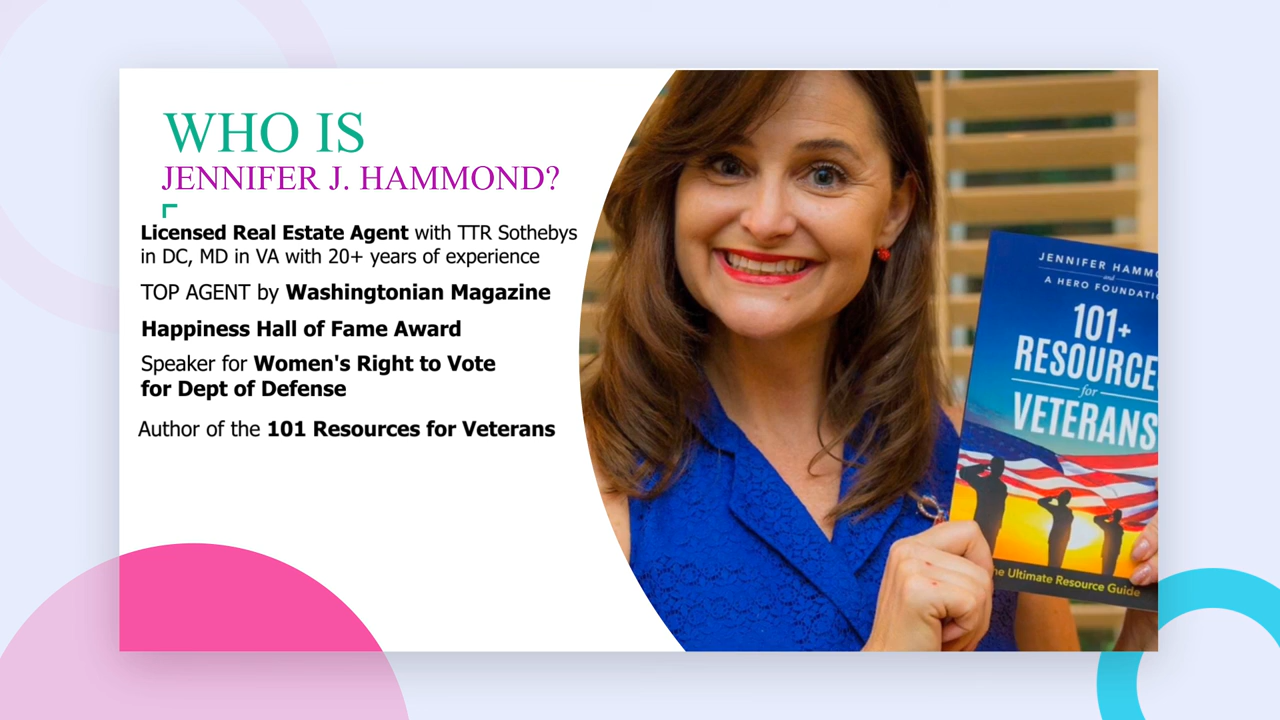 WHO IS
JENNIFER J. HAMMOND?
Licensed Real Estate Agent with TTR Sothebys
in DC, MD in VA with 20+ years of experience
TOP AGENT by Washingtonian Magazine
Happiness Hall of Fame Award
Speaker for Women's Right to Vote
for Dept of Defense
Author of the 101 Resources for Veterans
JENNIFER HAMMO
and
A HERO FOUNDATIO
101+
RESOURCE
for
VETERANS
he Ultimate Resource Guide